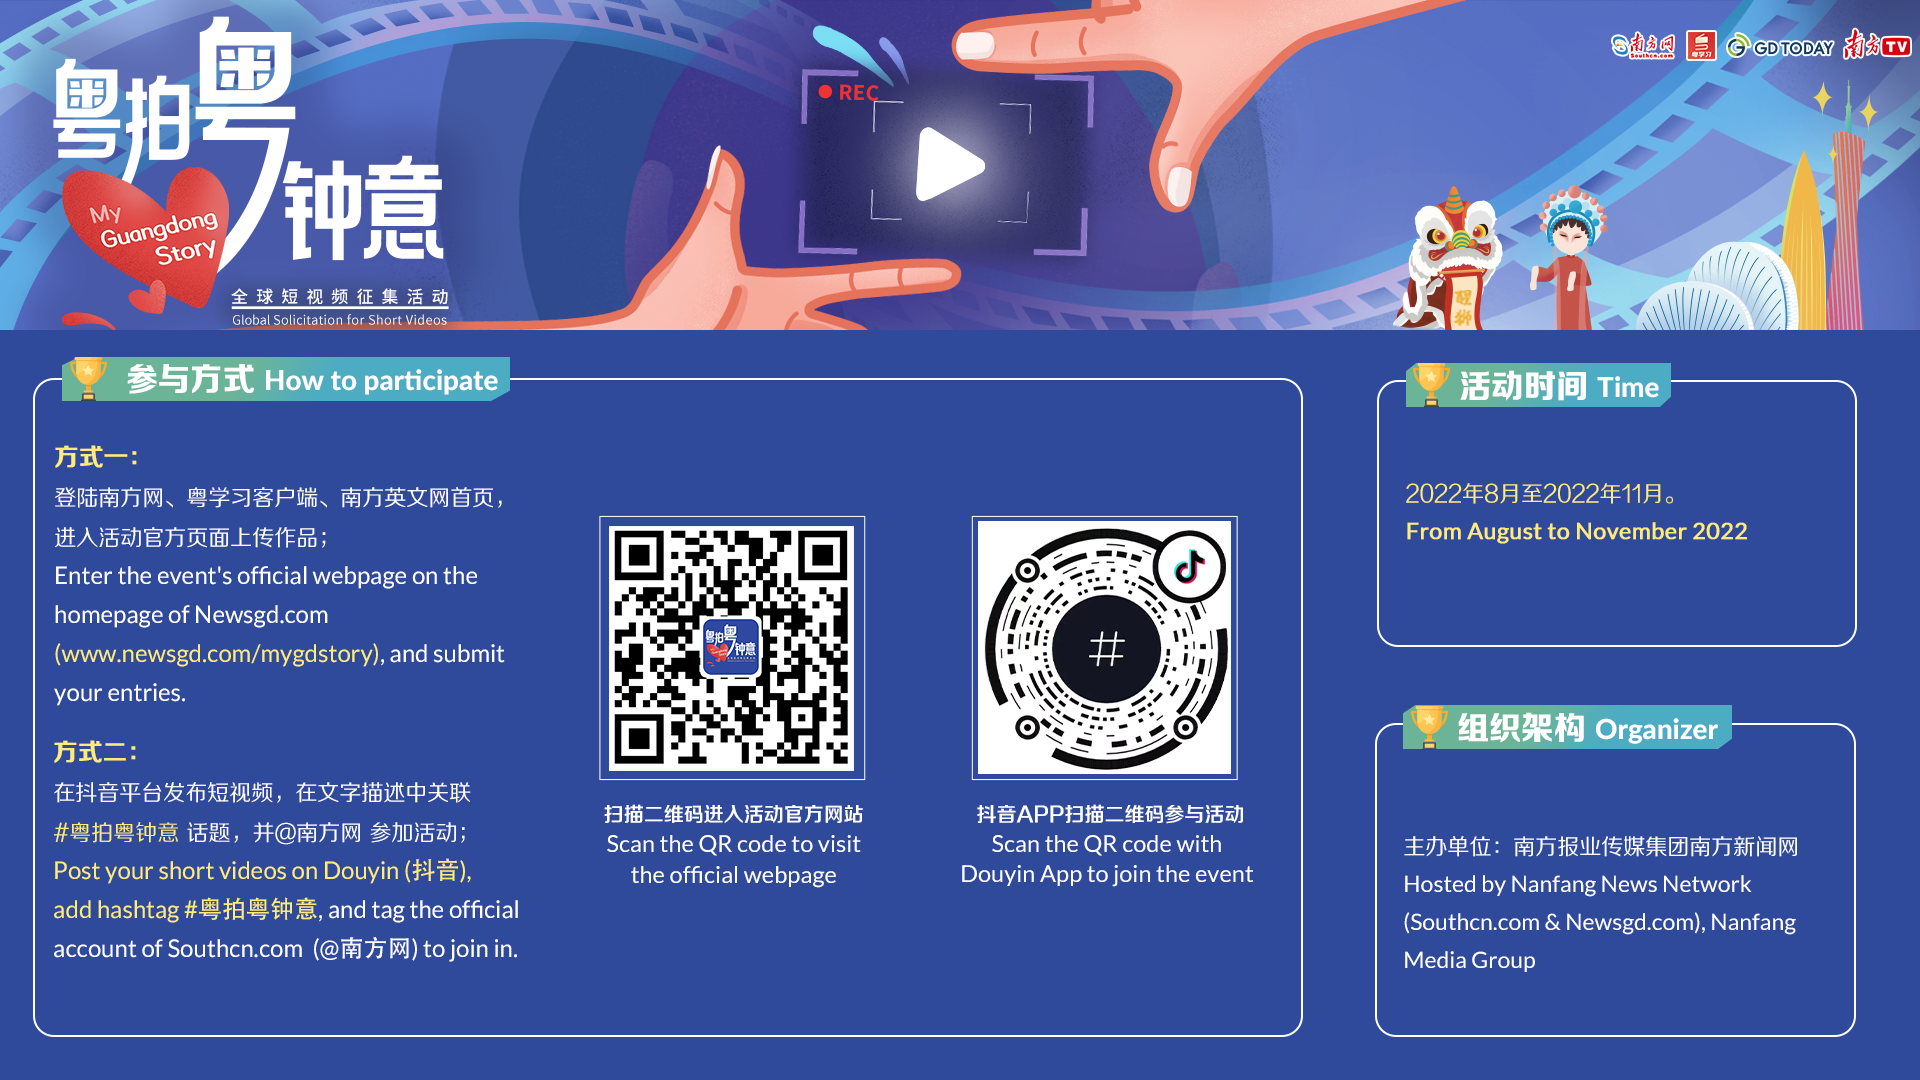 粤拍粤钟意
My
Guangdong
Story
全球短视频征集活动
Global Solicitation for Short Videos
REC
南方网
Southcn.com
粤学习
GD TODAY
南方TV
醒狮
参与方式 How to participate
方式一：
登陆南方网、粤学习客户端、南方英文网首页，
进入活动官方页面上传作品；
Enter the event's official webpage on the
homepage of Newsgd.com
(www.newsgd.com/mygdstory), and submit
your entries.
方式二：
在抖音平台发布短视频，在文字描述中关联
#粤拍粤钟意 话题，并@南方网 参加活动；
Post your short videos on Douyin (抖音),
add hashtag #粤拍粤钟意, and tag the official
account of Southcn.com (@南方网) to join in.
粤拍粤钟意
扫描二维码进入活动官方网站
Scan the QR code to visit
the official webpage
#
抖音APP扫描二维码参与活动
Scan the QR code with
Douyin App to join the event
活动时间 Time
2022年8月至2022年11月。
From August to November 2022
组织架构 Organizer
主办单位：南方报业传媒集团南方新闻网
Hosted by Nanfang News Network
(Southcn.com & Newsgd.com), Nanfang
Media Group